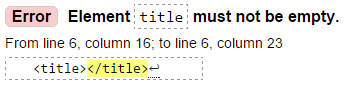 Error Element title must not be empty.
From line 6, column 16; to line 6, column 23
<title></title>↩